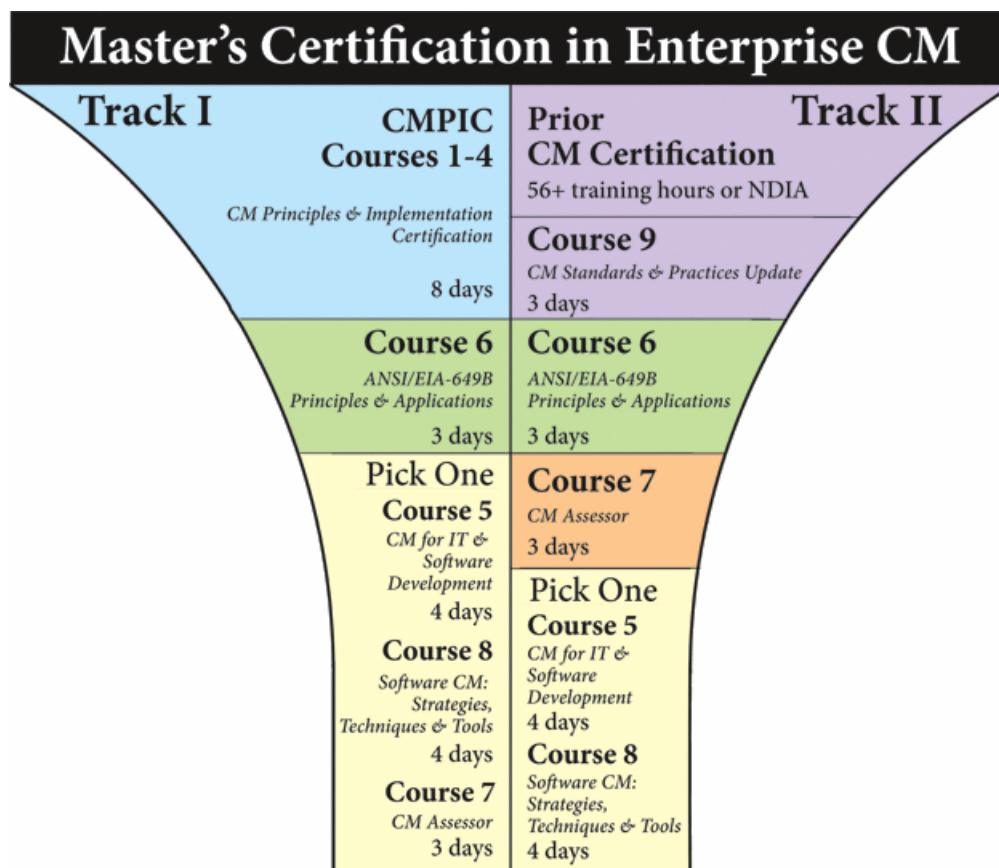 Master's Certification in Enterprise CM
Track I
CMPIC
Courses 1-4
CM Principles & Implementation
Certification
8 days
Course 6
ANSI/EIA-649B
Principles & Applications
3 days
Pick One
Course 5
CM for IT &
Software
Development
4 days
Course 8
Software CM:
Strategies,
Techniques & Tools
4 days
Course 7
CM Assessor
3 days
Track II
Prior
CM Certification
56+ training hours or NDIA
Course 9
CM Standards & Practices Update
3 days
Course 6
ANSI/EIA-649B
Principles & Applications
3 days
Course 7
CM Assessor
3 days
Pick One
Course 5
CM for IT &
Software
Development
4 days
Course 8
Software CM:
Strategies,
Techniques & Tools
4 days